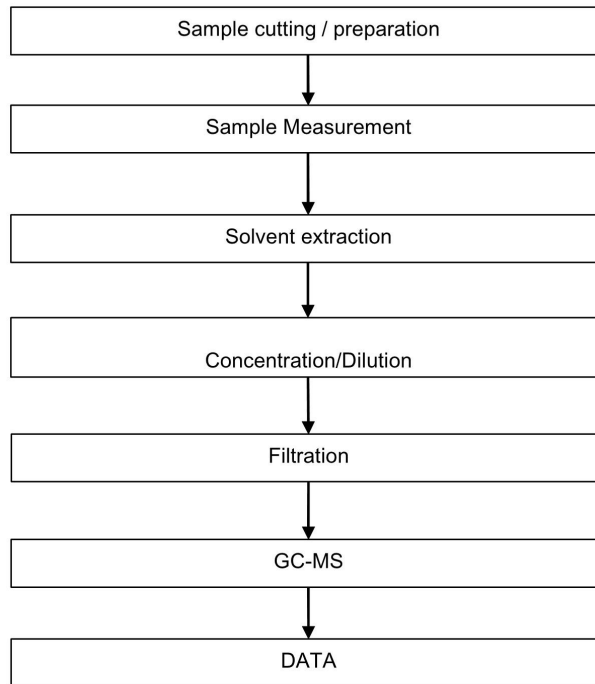 Sample cutting / preparation
Sample Measurement
Solvent extraction
Concentration/Dilution
Filtration
GC-MS
DATA